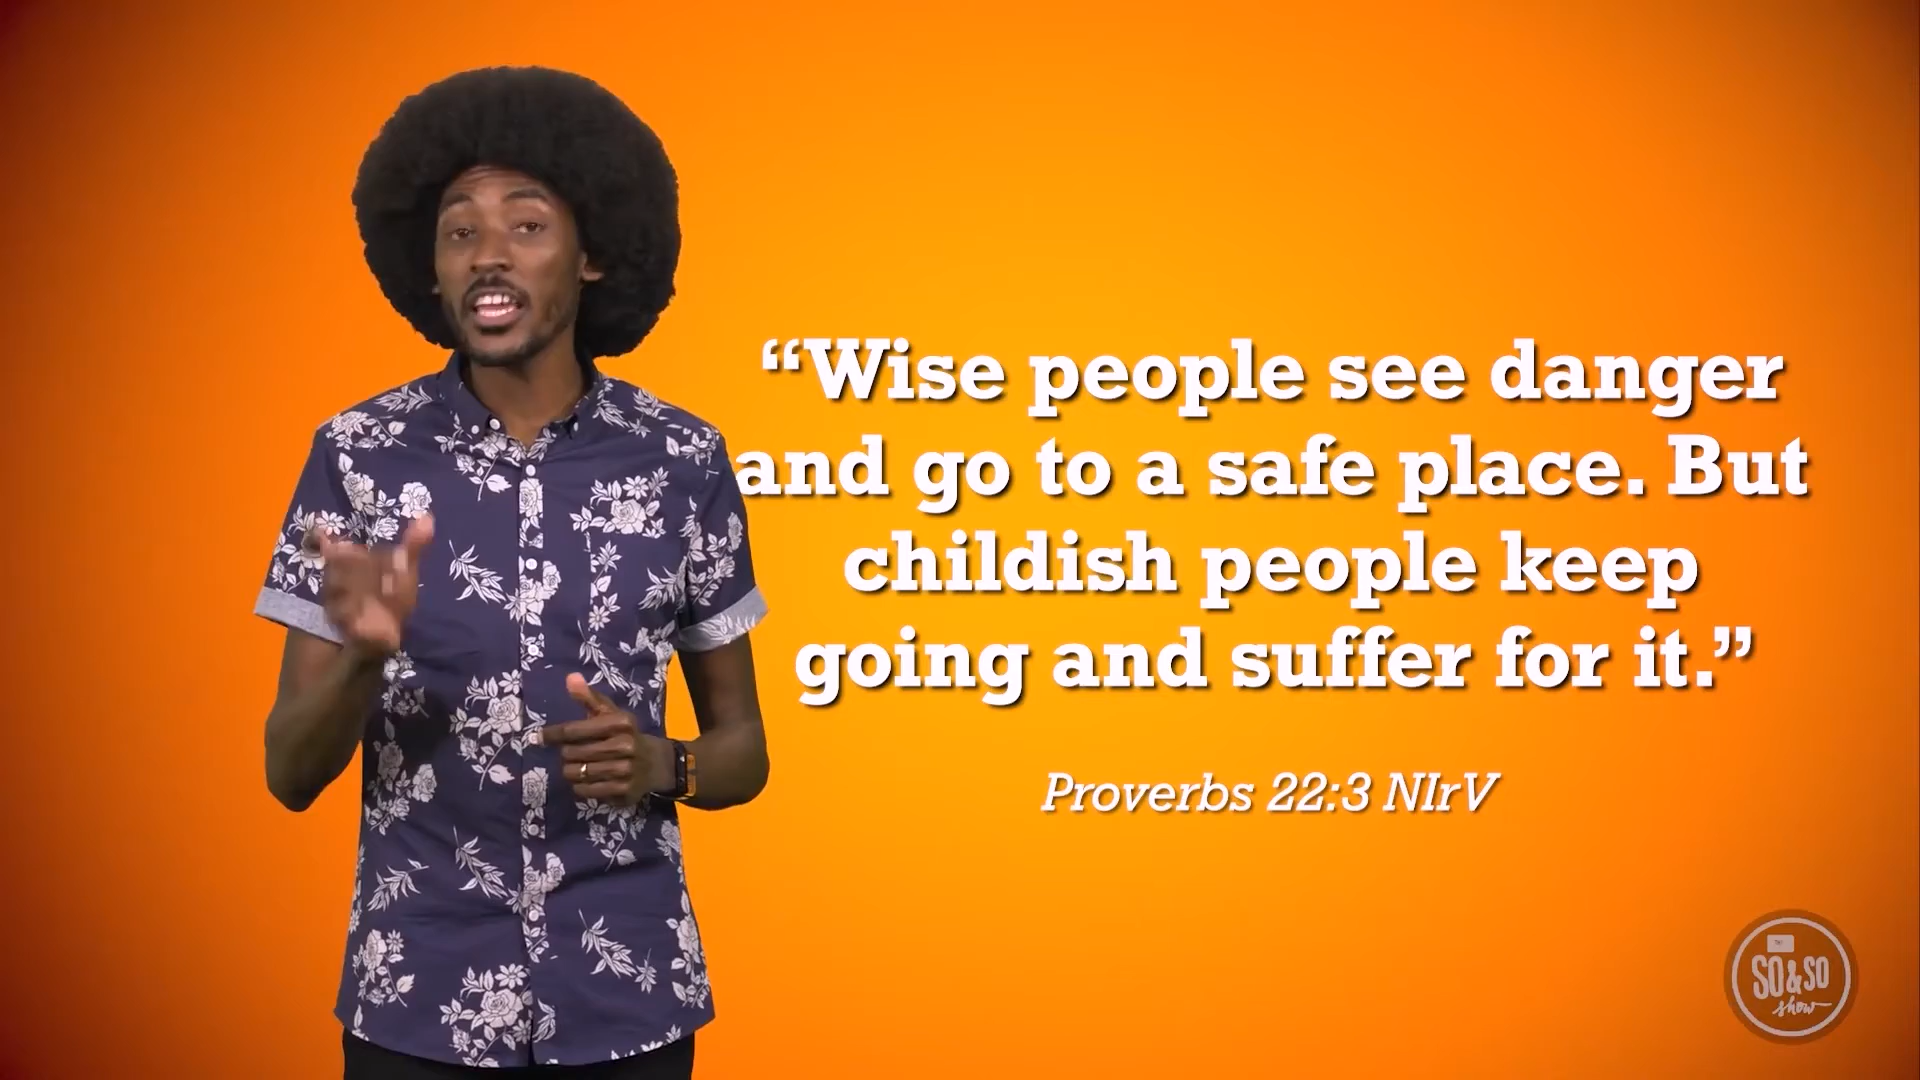 “Wise people see danger
and go to a safe place. But
childish people keep
going and suffer for it.”
Proverbs 22:3 NIrV
SO & SO
show